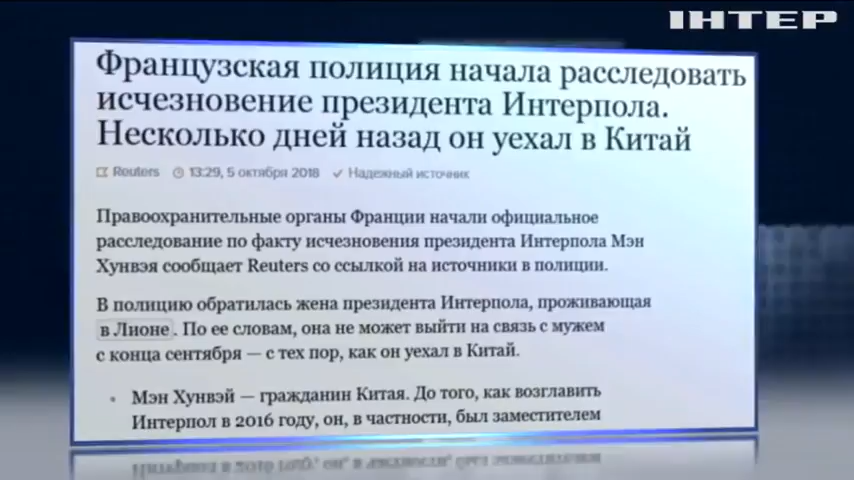 ІНТЕР
Французская полиция начала расследовать
исчезновение президента Интерпола.
Несколько дней назад он уехал в Китай
Reuters 13:29, 5 октября 2018 Надежный источник
Правоохранительные органы Франции начали официальное
расследование по факту исчезновения президента Интерпола Мэн
Хунвэя сообщает Reuters со ссылкой на источники в полиции.
В полицию обратилась жена президента Интерпола, проживающая
в Лионе. По ее словам, она не может выйти на связь с мужем
с конца сентября — с тех пор, как он уехал в Китай.
Мэн Хунвэй — гражданин Китая. До того, как возглавить
Интерпол в 2016 году, он, в частности, был заместителем